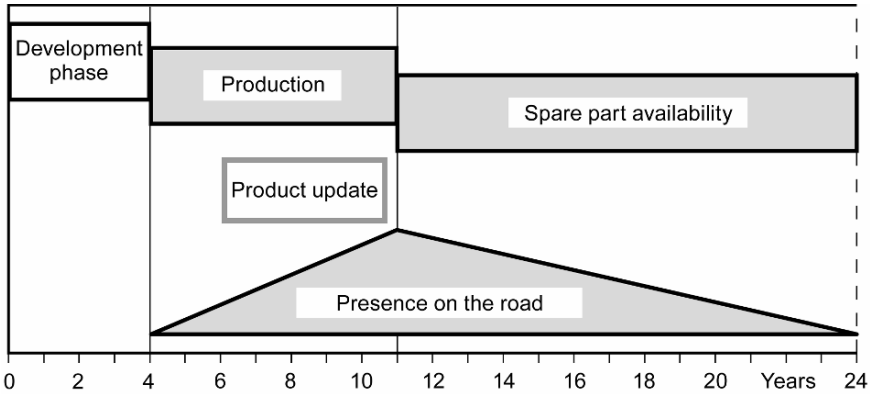 Development
phase
Production
Spare part availability
Product update
Presence on the road
0 2 4 6 8 10 12 14 16 18 20 Years 24